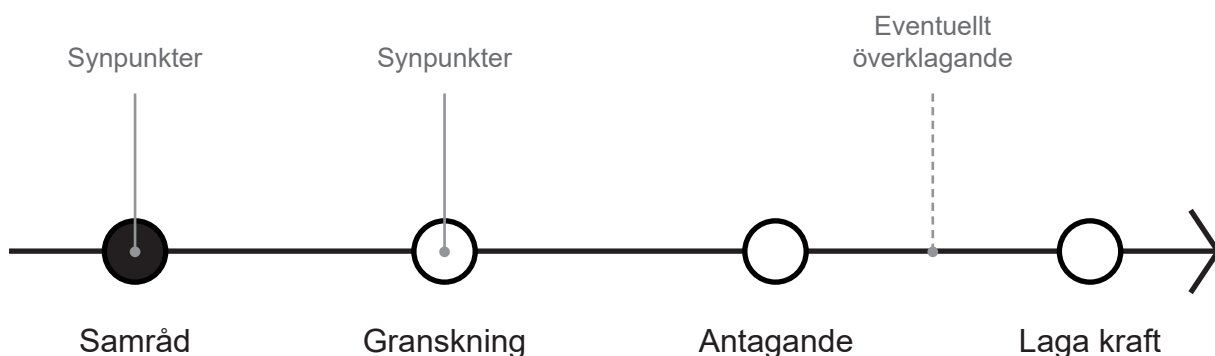 Eventuellt
Synpunkter
Synpunkter
överklagande
Samråd
Granskning
Antagande
Laga kraft